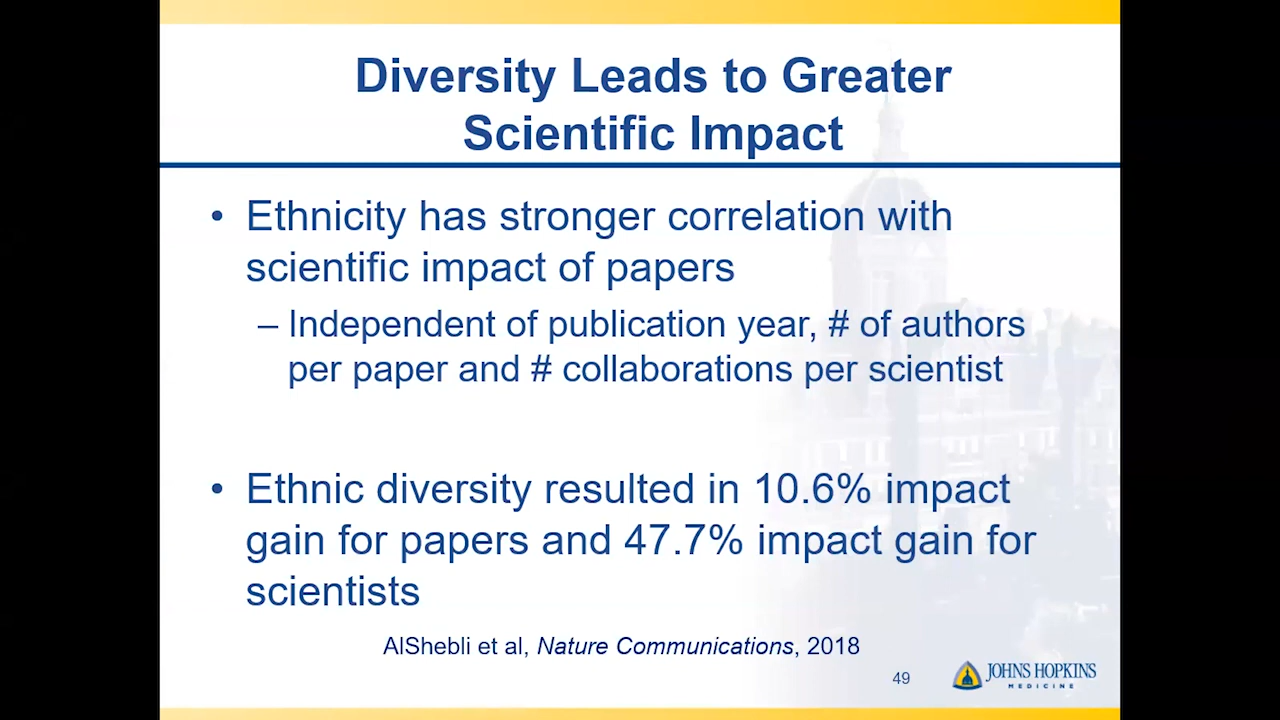 Diversity Leads to Greater
Scientific Impact
• Ethnicity has stronger correlation with
scientific impact of papers
– Independent of publication year, # of authors
per paper and # collaborations per scientist
• Ethnic diversity resulted in 10.6% impact
gain for papers and 47.7% impact gain for
scientists
AlShebli et al, Nature Communications, 2018
49
JOHNS HOPKINS
MEDICINE